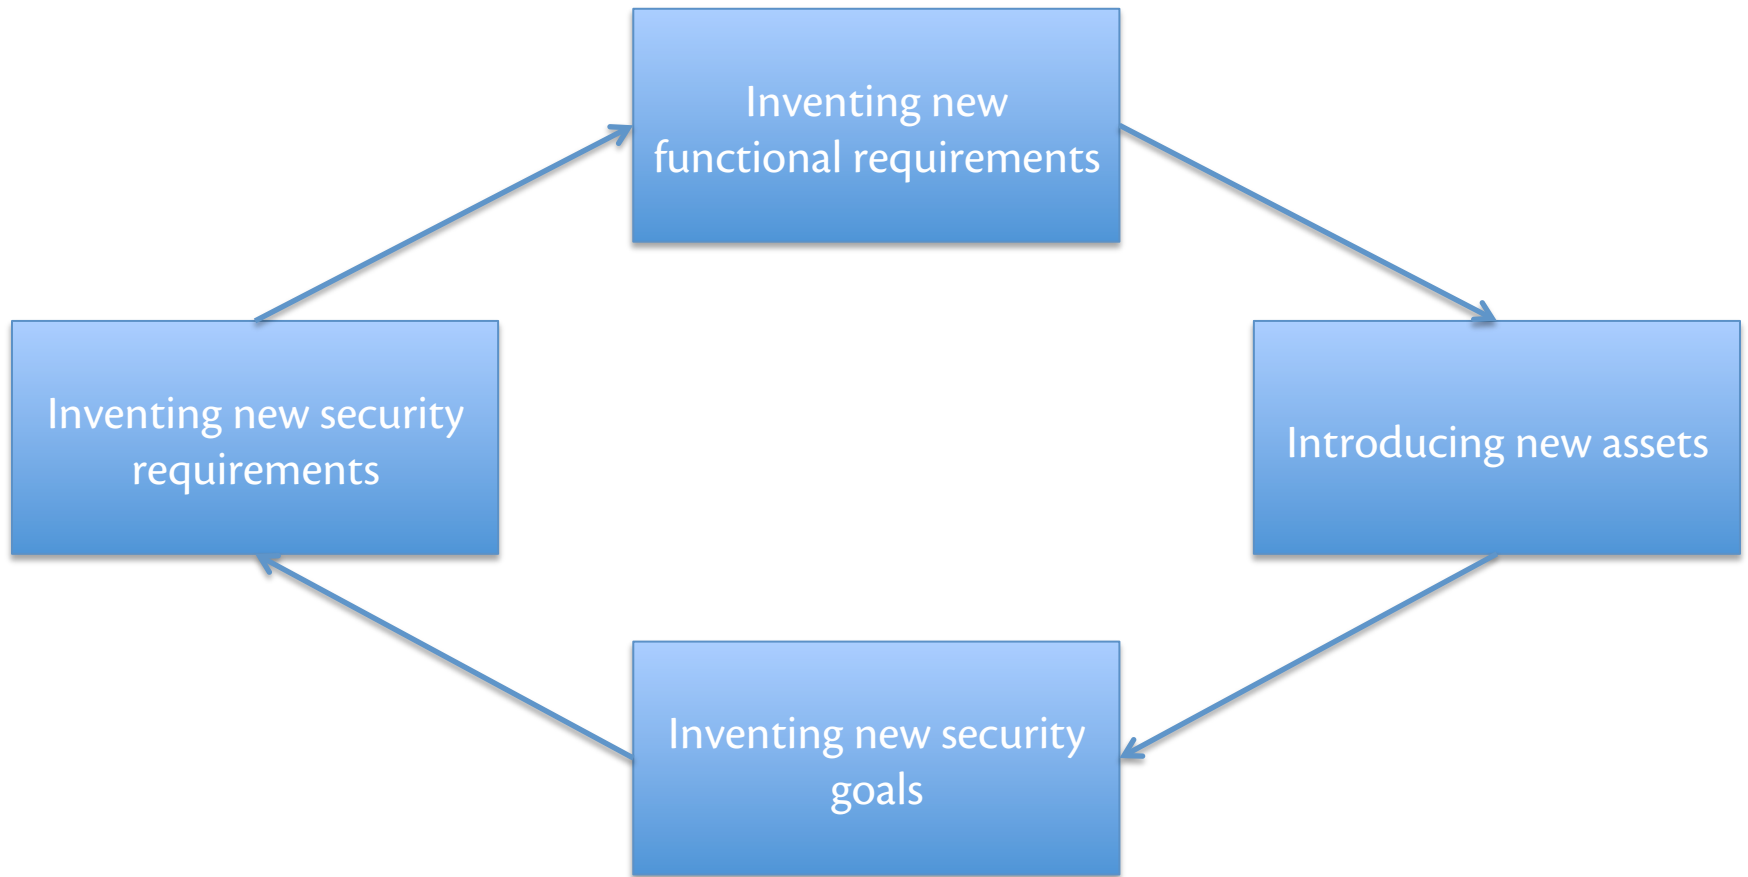 Inventing new
functional requirements
Inventing new security
requirements
Introducing new assets
Inventing new security
goals